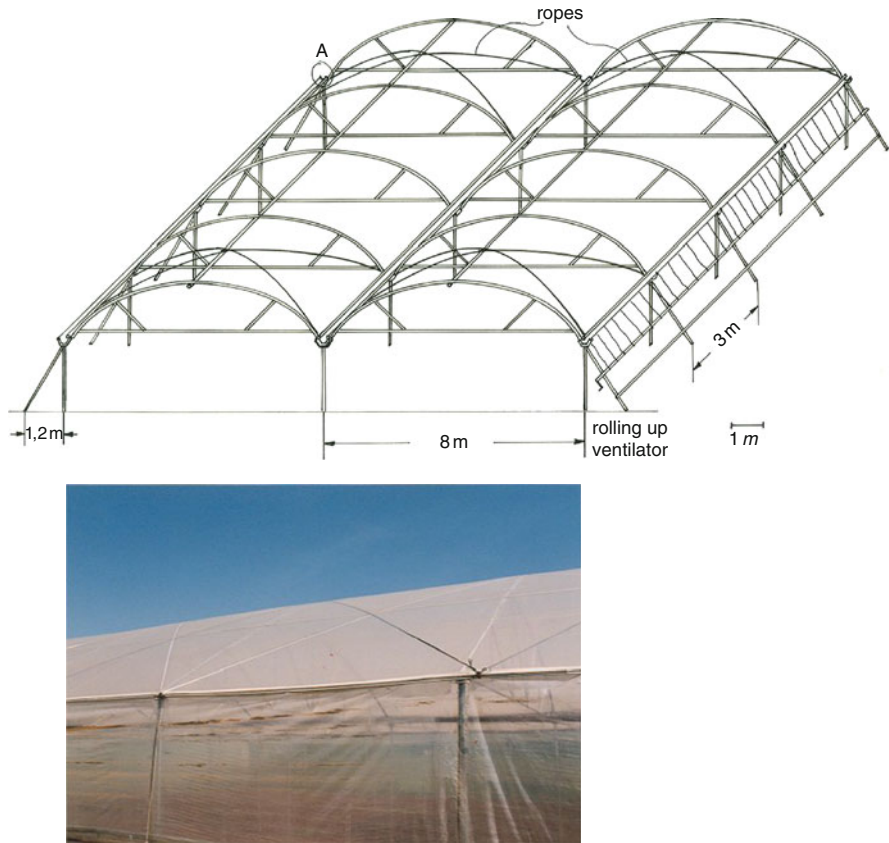 ropes
A
3 m
1,2 m
8 m
rolling up
ventilator
1 m